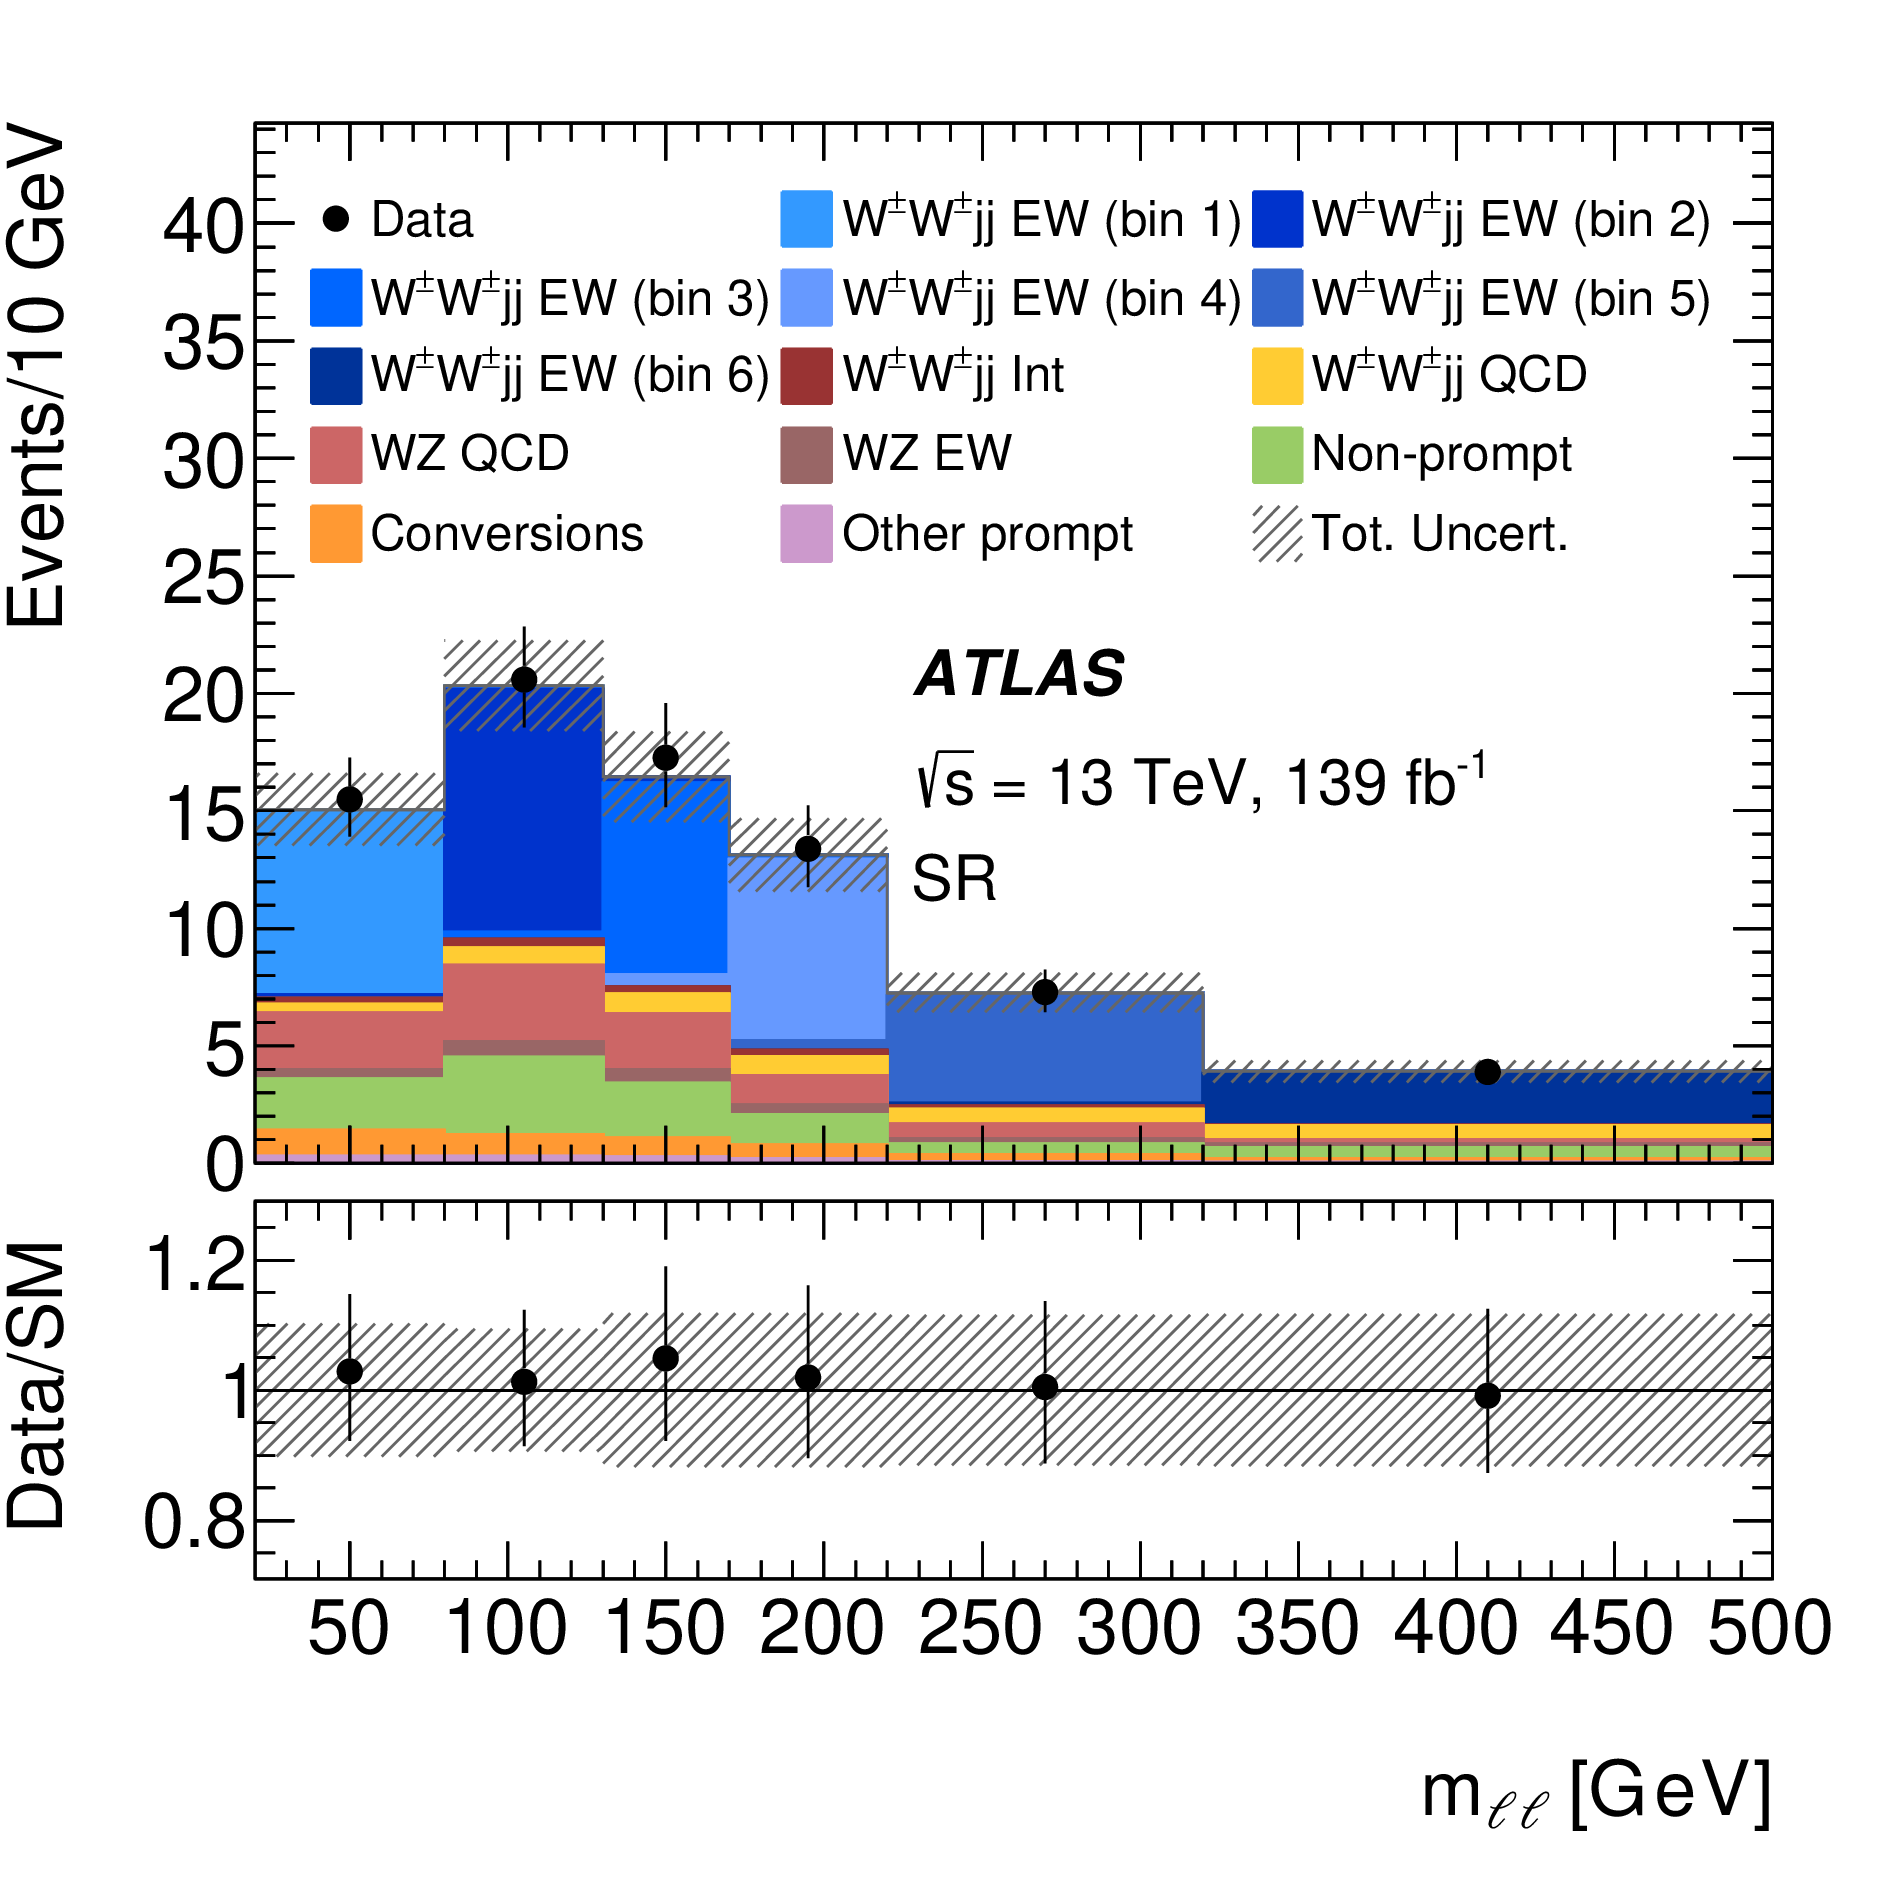 Events/10 GeV
40
35
30
25
20
15
10
5
0
Data
W±W±jj EW (bin 1)
W±W±jj EW (bin 2)
W±W±jj EW (bin 3)
W±W±jj EW (bin 4)
W±W±jj EW (bin 5)
W±W±jj EW (bin 6)
W±W±jj Int
W±W±jj QCD
WZ QCD
WZ EW
Non-prompt
Conversions
Other prompt
Tot. Uncert.
ATLAS
√s = 13 TeV, 139 fb⁻¹
SR
Data/SM
1.2
1
0.8
50 100 150 200 250 300 350 400 450 500
mℓℓ [GeV]